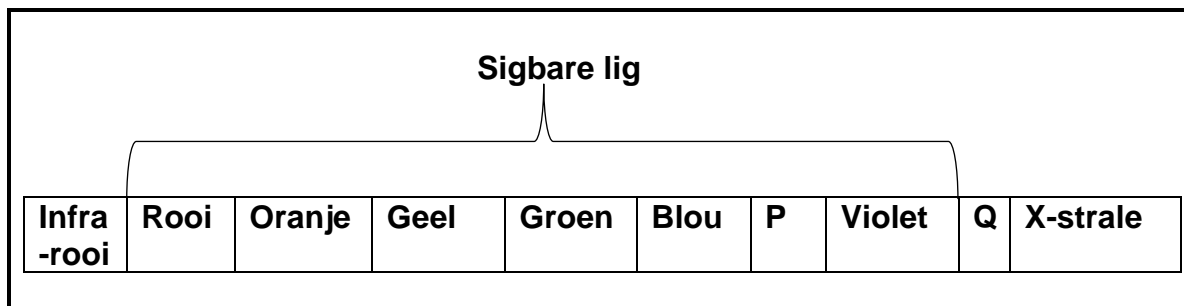 Sigbare lig
Infra Rooi Oranje Geel Groen Blou P Violet Q X-strale
-rooi